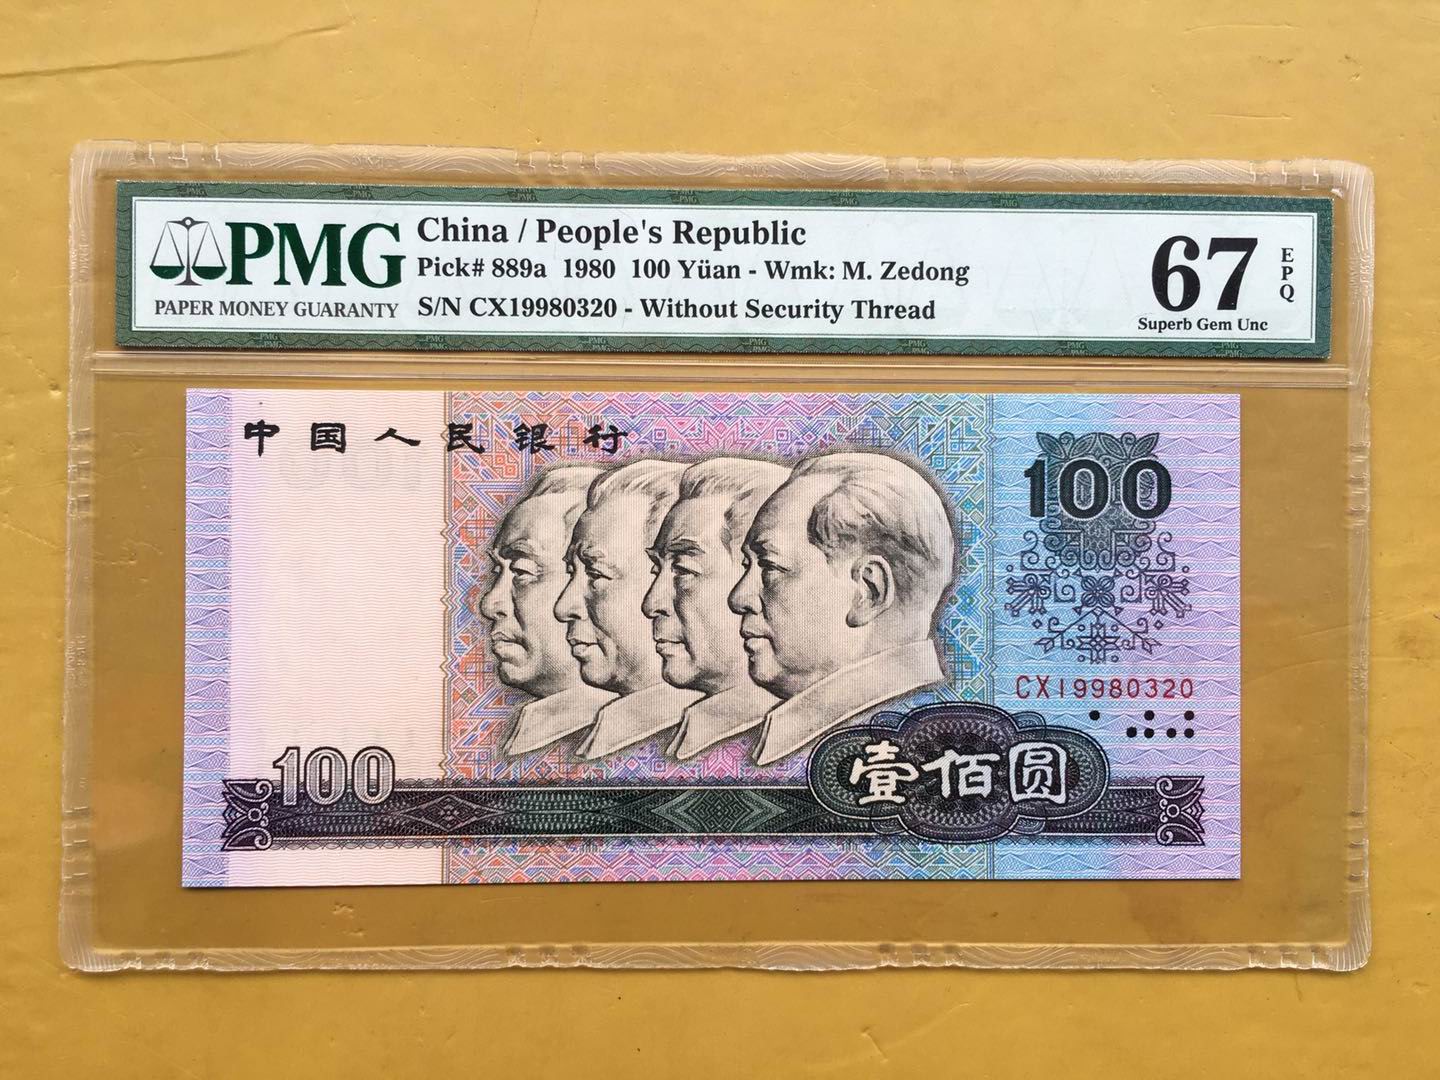 PMG
PAPER MONEY GUARANTY
China / People's Republic
Pick# 889a 1980 100 Yüan - Wmk: M. Zedong
S/N CX19980320 - Without Security Thread
67
EPQ
Superb Gem Unc
中国人民银行
100
CX19980320
100
壹佰圆